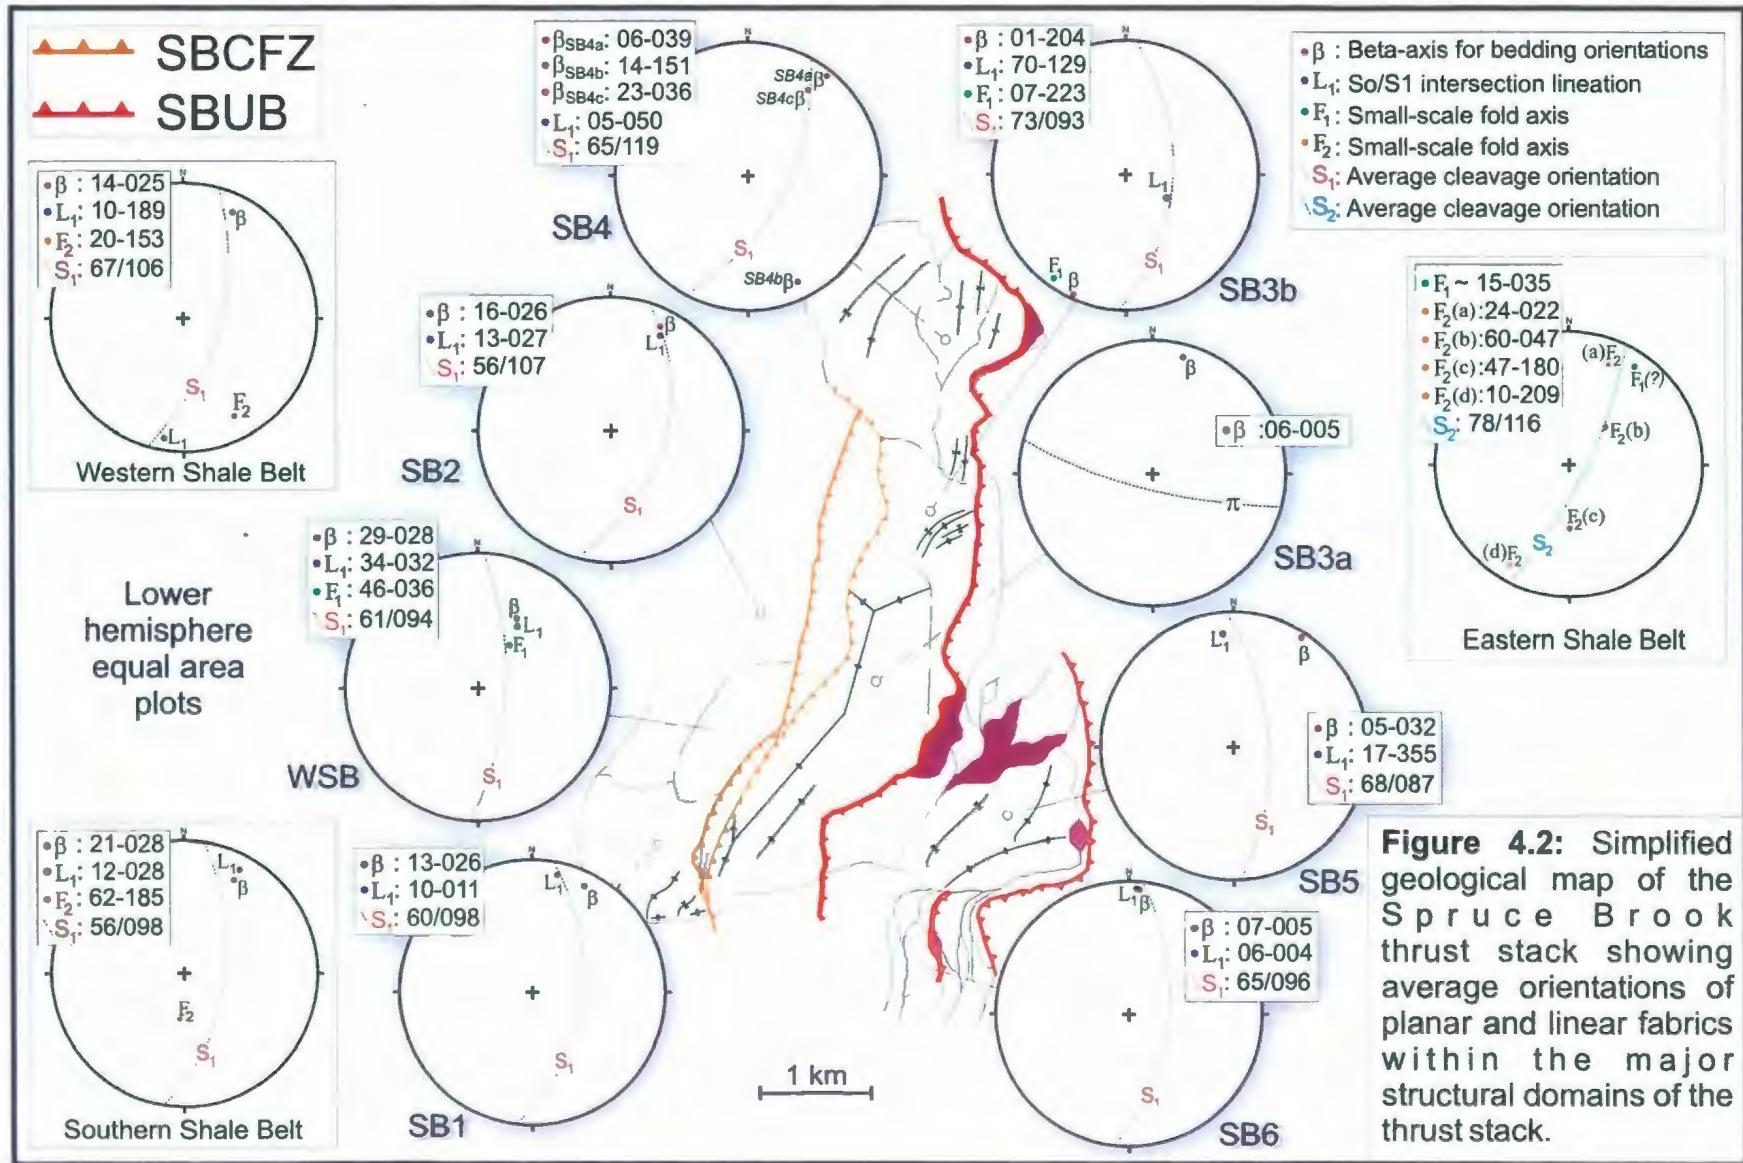 SBCFZ
SBUB
N
β : 14-025
L₁: 10-189
F₂: 20-153
S₁: 67/106
β
S₁
F₂
L₁
Western Shale Belt
Lower
hemisphere
equal area
plots
βSB4a: 06-039
βSB4b: 14-151
βSB4c: 23-036
L₁: 05-050
S₁: 65/119
N
SB4aβ
SB4cβ
S₁
SB4bβ
SB4
β : 01-204
L₁: 70-129
F₁: 07-223
S₁: 73/093
N
L₁
S₁
F₁
β
SB3b
β : Beta-axis for bedding orientations
L₁: So/S1 intersection lineation
F₁: Small-scale fold axis
F₂: Small-scale fold axis
S₁: Average cleavage orientation
S₂: Average cleavage orientation
β : 16-026
L₁: 13-027
S₁: 56/107
N
β
L₁
S₁
SB2
N
β
β :06-005
π
SB3a
F₁ ~ 15-035
F₂(a):24-022
F₂(b):60-047
F₂(c):47-180
F₂(d):10-209
S₂: 78/116
N
(a)F₂
F₁(?)
F₂(b)
F₂(c)
S₂
(d)F₂
Eastern Shale Belt
β : 29-028
L₁: 34-032
F₁: 46-036
S₁: 61/094
N
β
L₁
F₁
S₁
WSB
N
L₁
β
β : 05-032
L₁: 17-355
S₁: 68/087
S₁
SB5
β : 21-028
L₁: 12-028
F₂: 62-185
S₁: 56/098
N
L₁
β
F₂
S₁
Southern Shale Belt
β : 13-026
L₁: 10-011
S₁: 60/098
N
L₁
β
S₁
SB1
1 km
N
L₁β
β : 07-005
L₁: 06-004
S₁: 65/096
S₁
SB6
Figure 4.2: Simplified
geological map of the
Spruce Brook
thrust stack showing
average orientations of
planar and linear fabrics
within the major
structural domains of the
thrust stack.